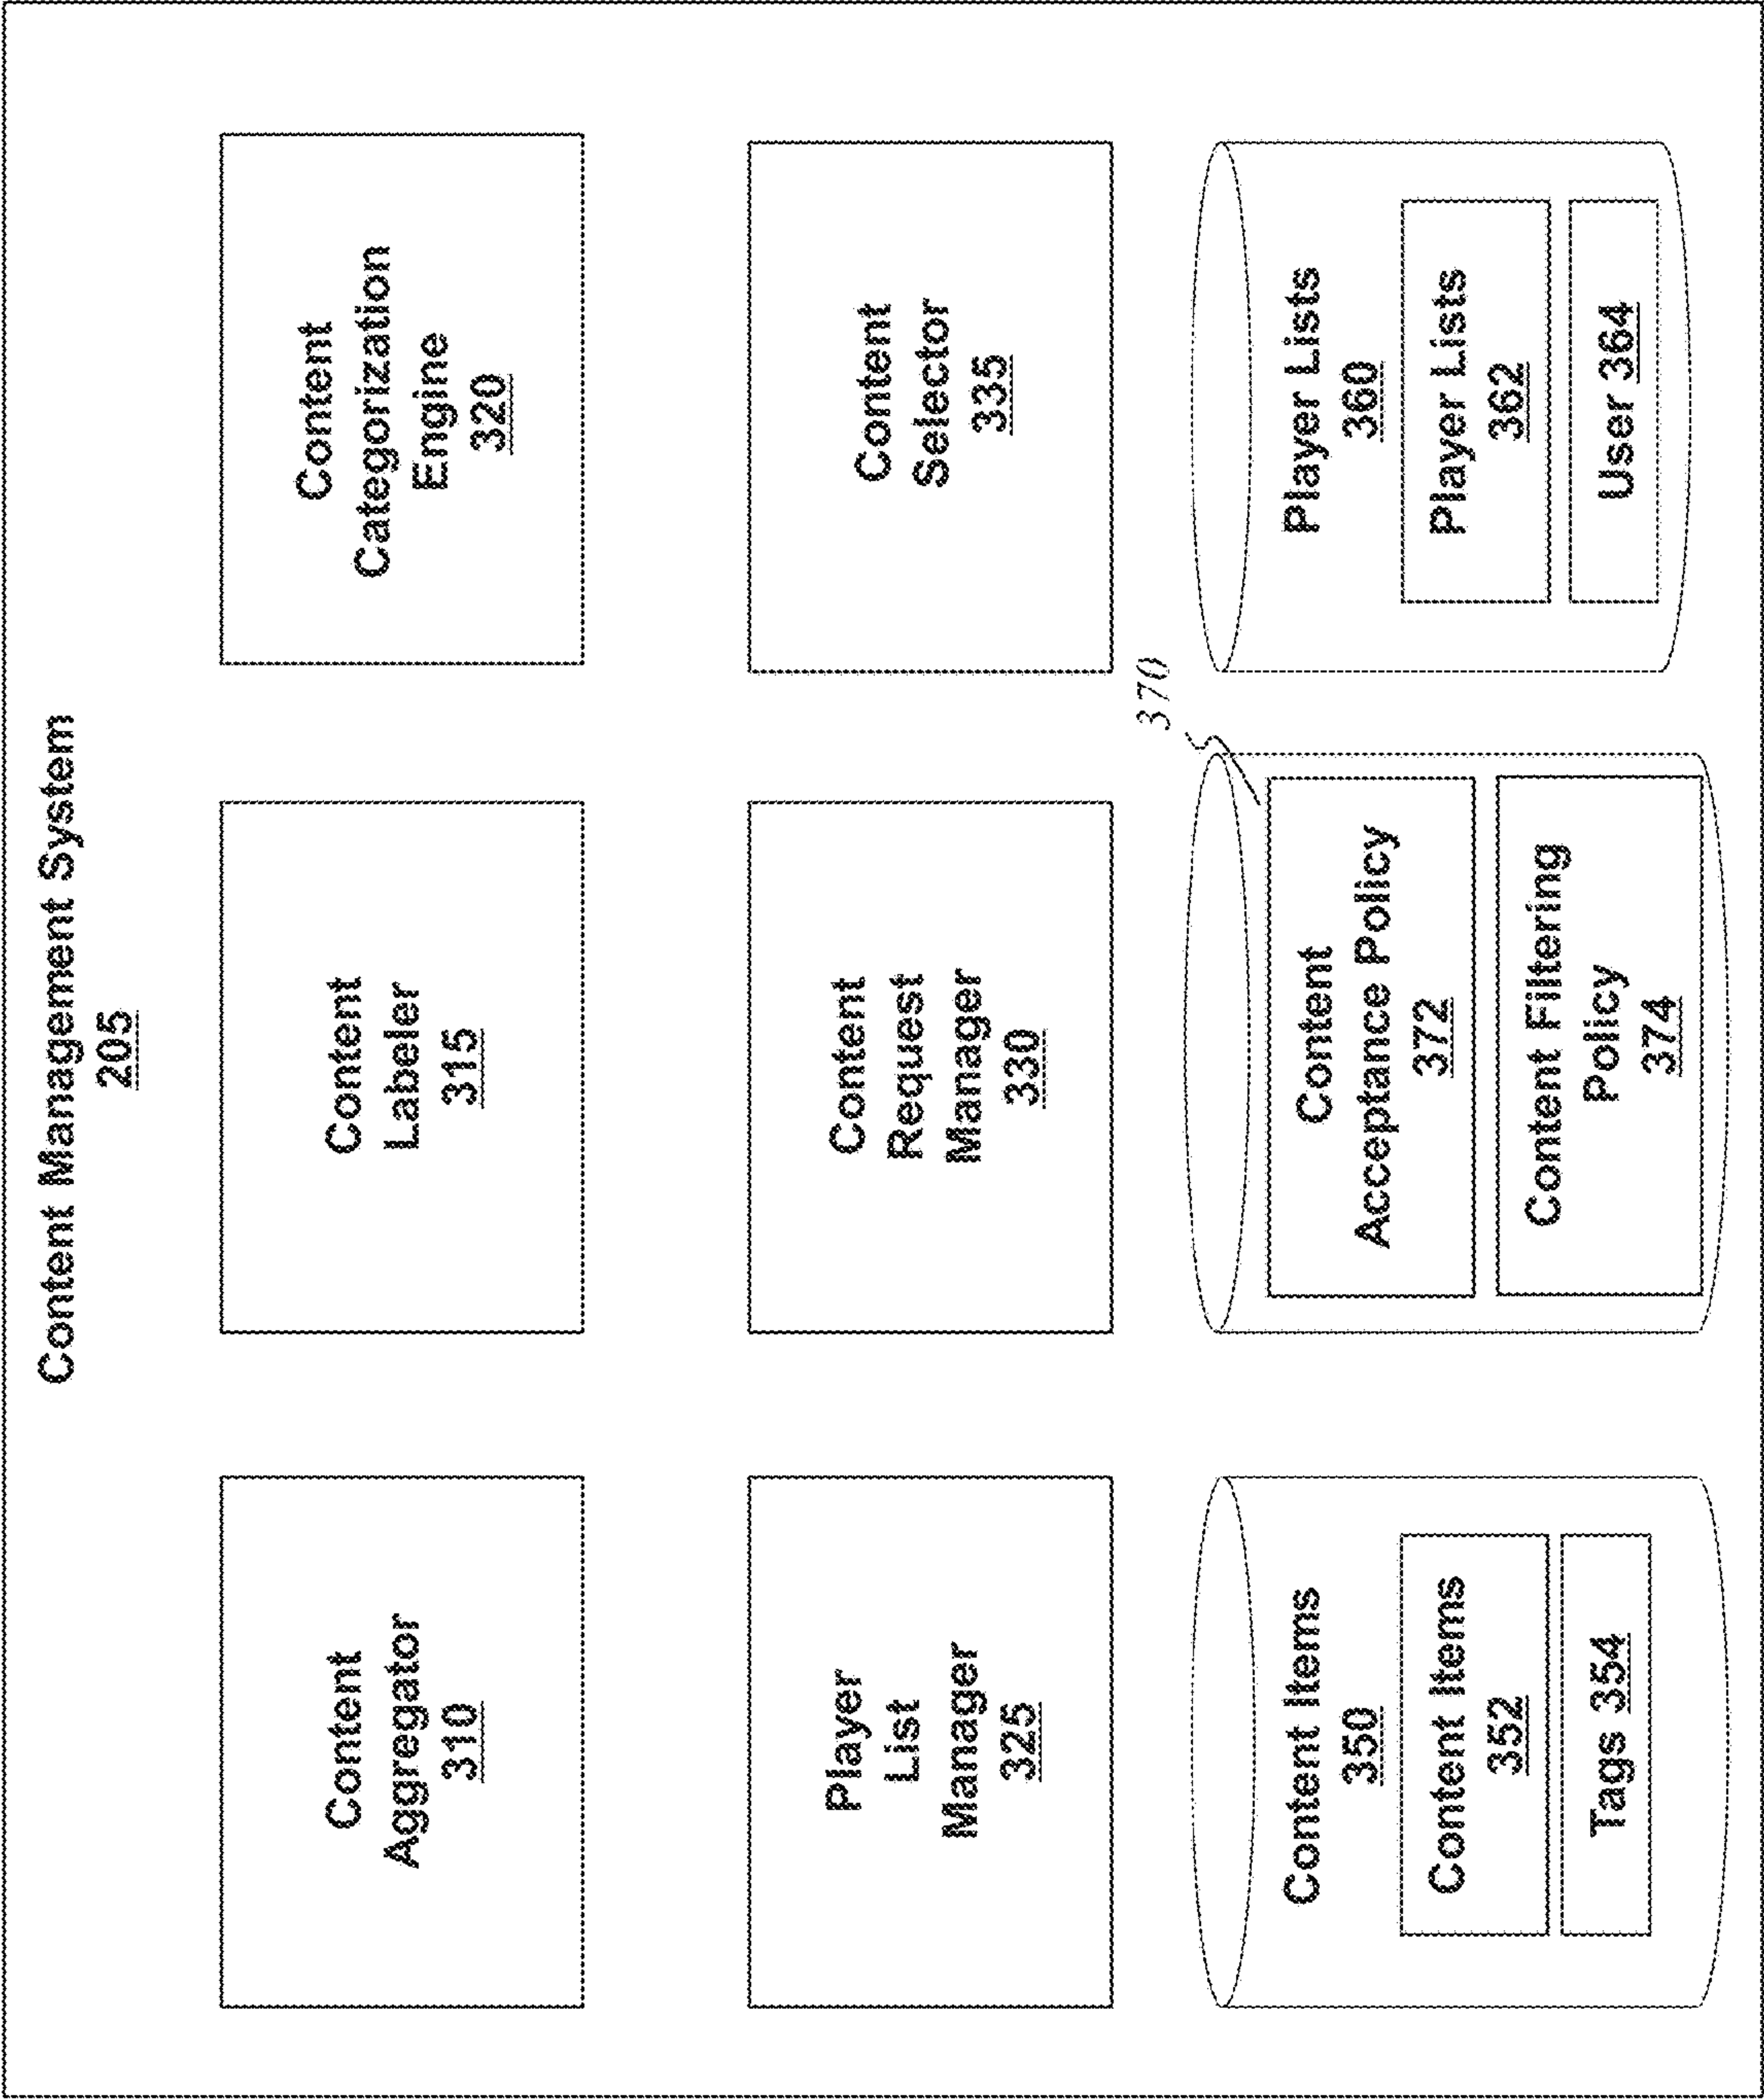 Content Management System
205
Content
Aggregator
310
Content
Labeler
315
Content
Categorization
Engine
320
Player
List
Manager
325
Content
Request
Manager
330
Content
Selector
335
Content Items
350
Content Items
352
Tags 354
370
Content
Acceptance Policy
372
Content Filtering
Policy
374
Player Lists
360
Player Lists
362
User 364